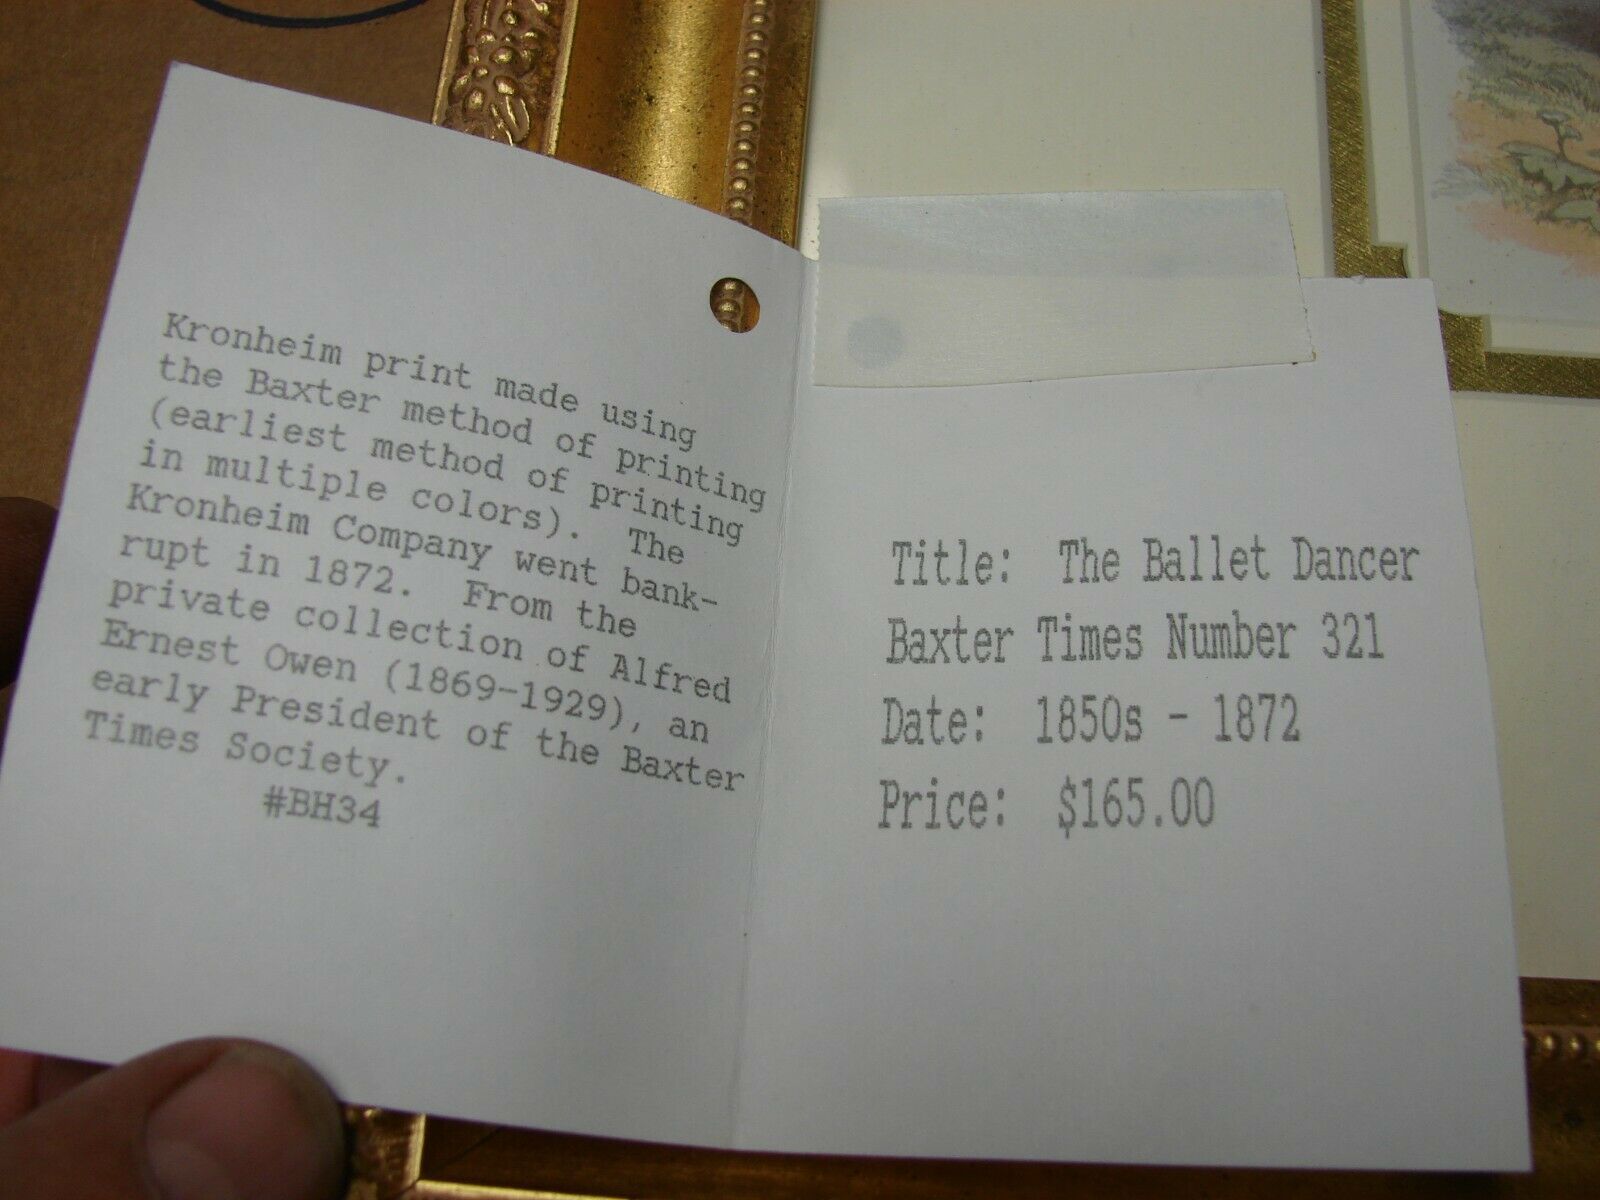 Kronheim print made using
the Baxter method of printing
(earliest method of printing
in multiple colors). The
Kronheim Company went bank-
rupt in 1872. From the
private collection of Alfred
Ernest Owen (1869-1929), an
early President of the Baxter
Times Society.
#BH34
Title: The Ballet Dancer
Baxter Times Number 321
Date: 1850s - 1872
Price: $165.00